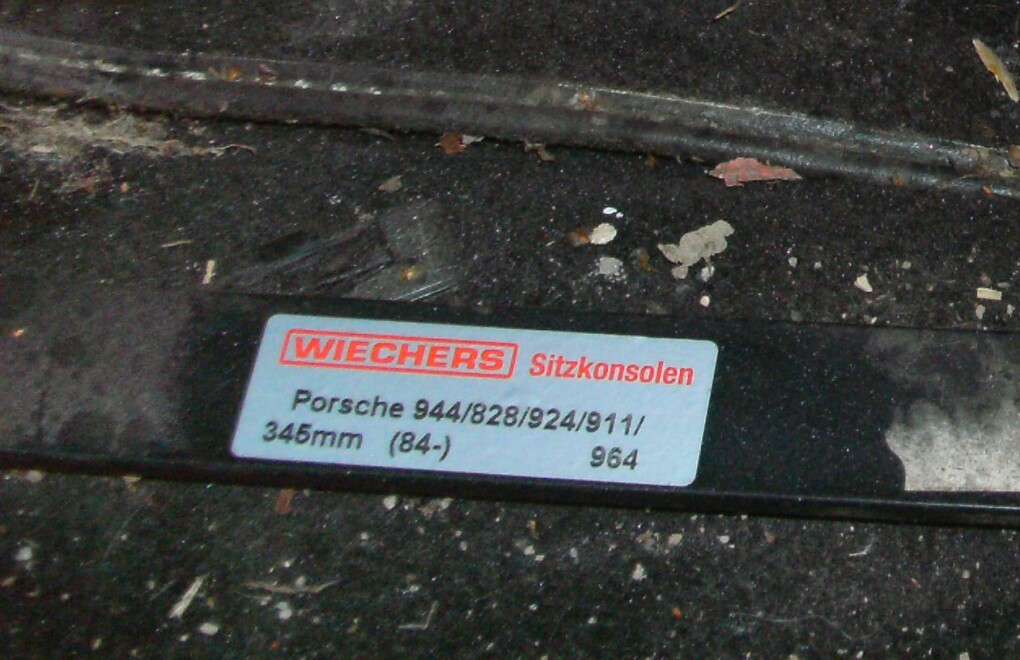 WIECHERS Sitzkonsolen
Porsche 944/828/924/911/
345mm (84-) 964